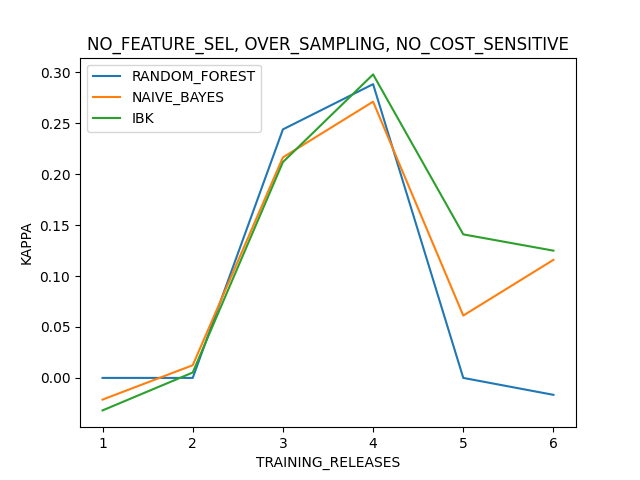 NO_FEATURE_SEL, OVER_SAMPLING, NO_COST_SENSITIVE
RANDOM_FOREST
NAIVE_BAYES
IBK
0.30
0.25
0.20
0.15
0.10
0.05
0.00
KAPPA
1 2 3 4 5 6
TRAINING_RELEASES